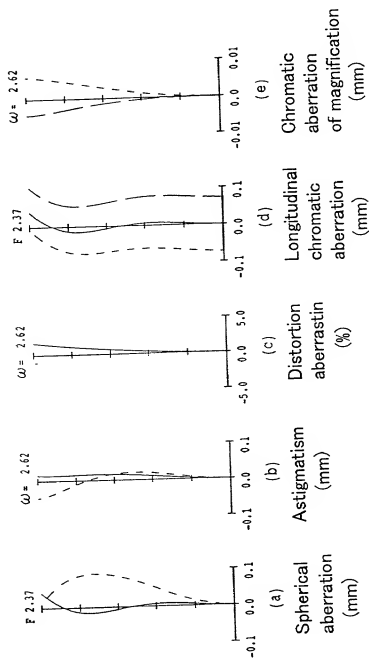 F 2.37
-0.1 0.0 0.1
(a)
Spherical
aberration
(mm)
ω= 2.62
-0.1 0.0 0.1
(b)
Astigmatism
(mm)
ω= 2.62
-5.0 0.0 5.0
(c)
Distortion
aberrastin
(%)
F 2.37
-0.1 0.0 0.1
(d)
Longitudinal
chromatic
aberration
(mm)
ω= 2.62
-0.01 0.0 0.01
(e)
Chromatic
aberration
of magnification
(mm)